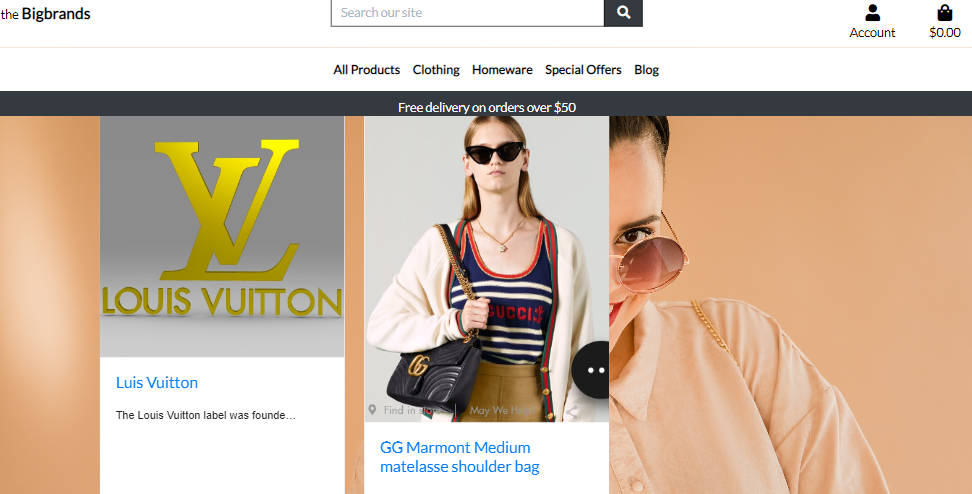 the Bigbrands
Search our site
Account
$0.00
All Products
Clothing
Homeware
Special Offers
Blog
Free delivery on orders over $50
LV
LOUIS VUITTON
Luis Vuitton
The Louis Vuitton label was founde...
GUCCI
Find in
May We
GG Marmont Medium
matelasse shoulder bag